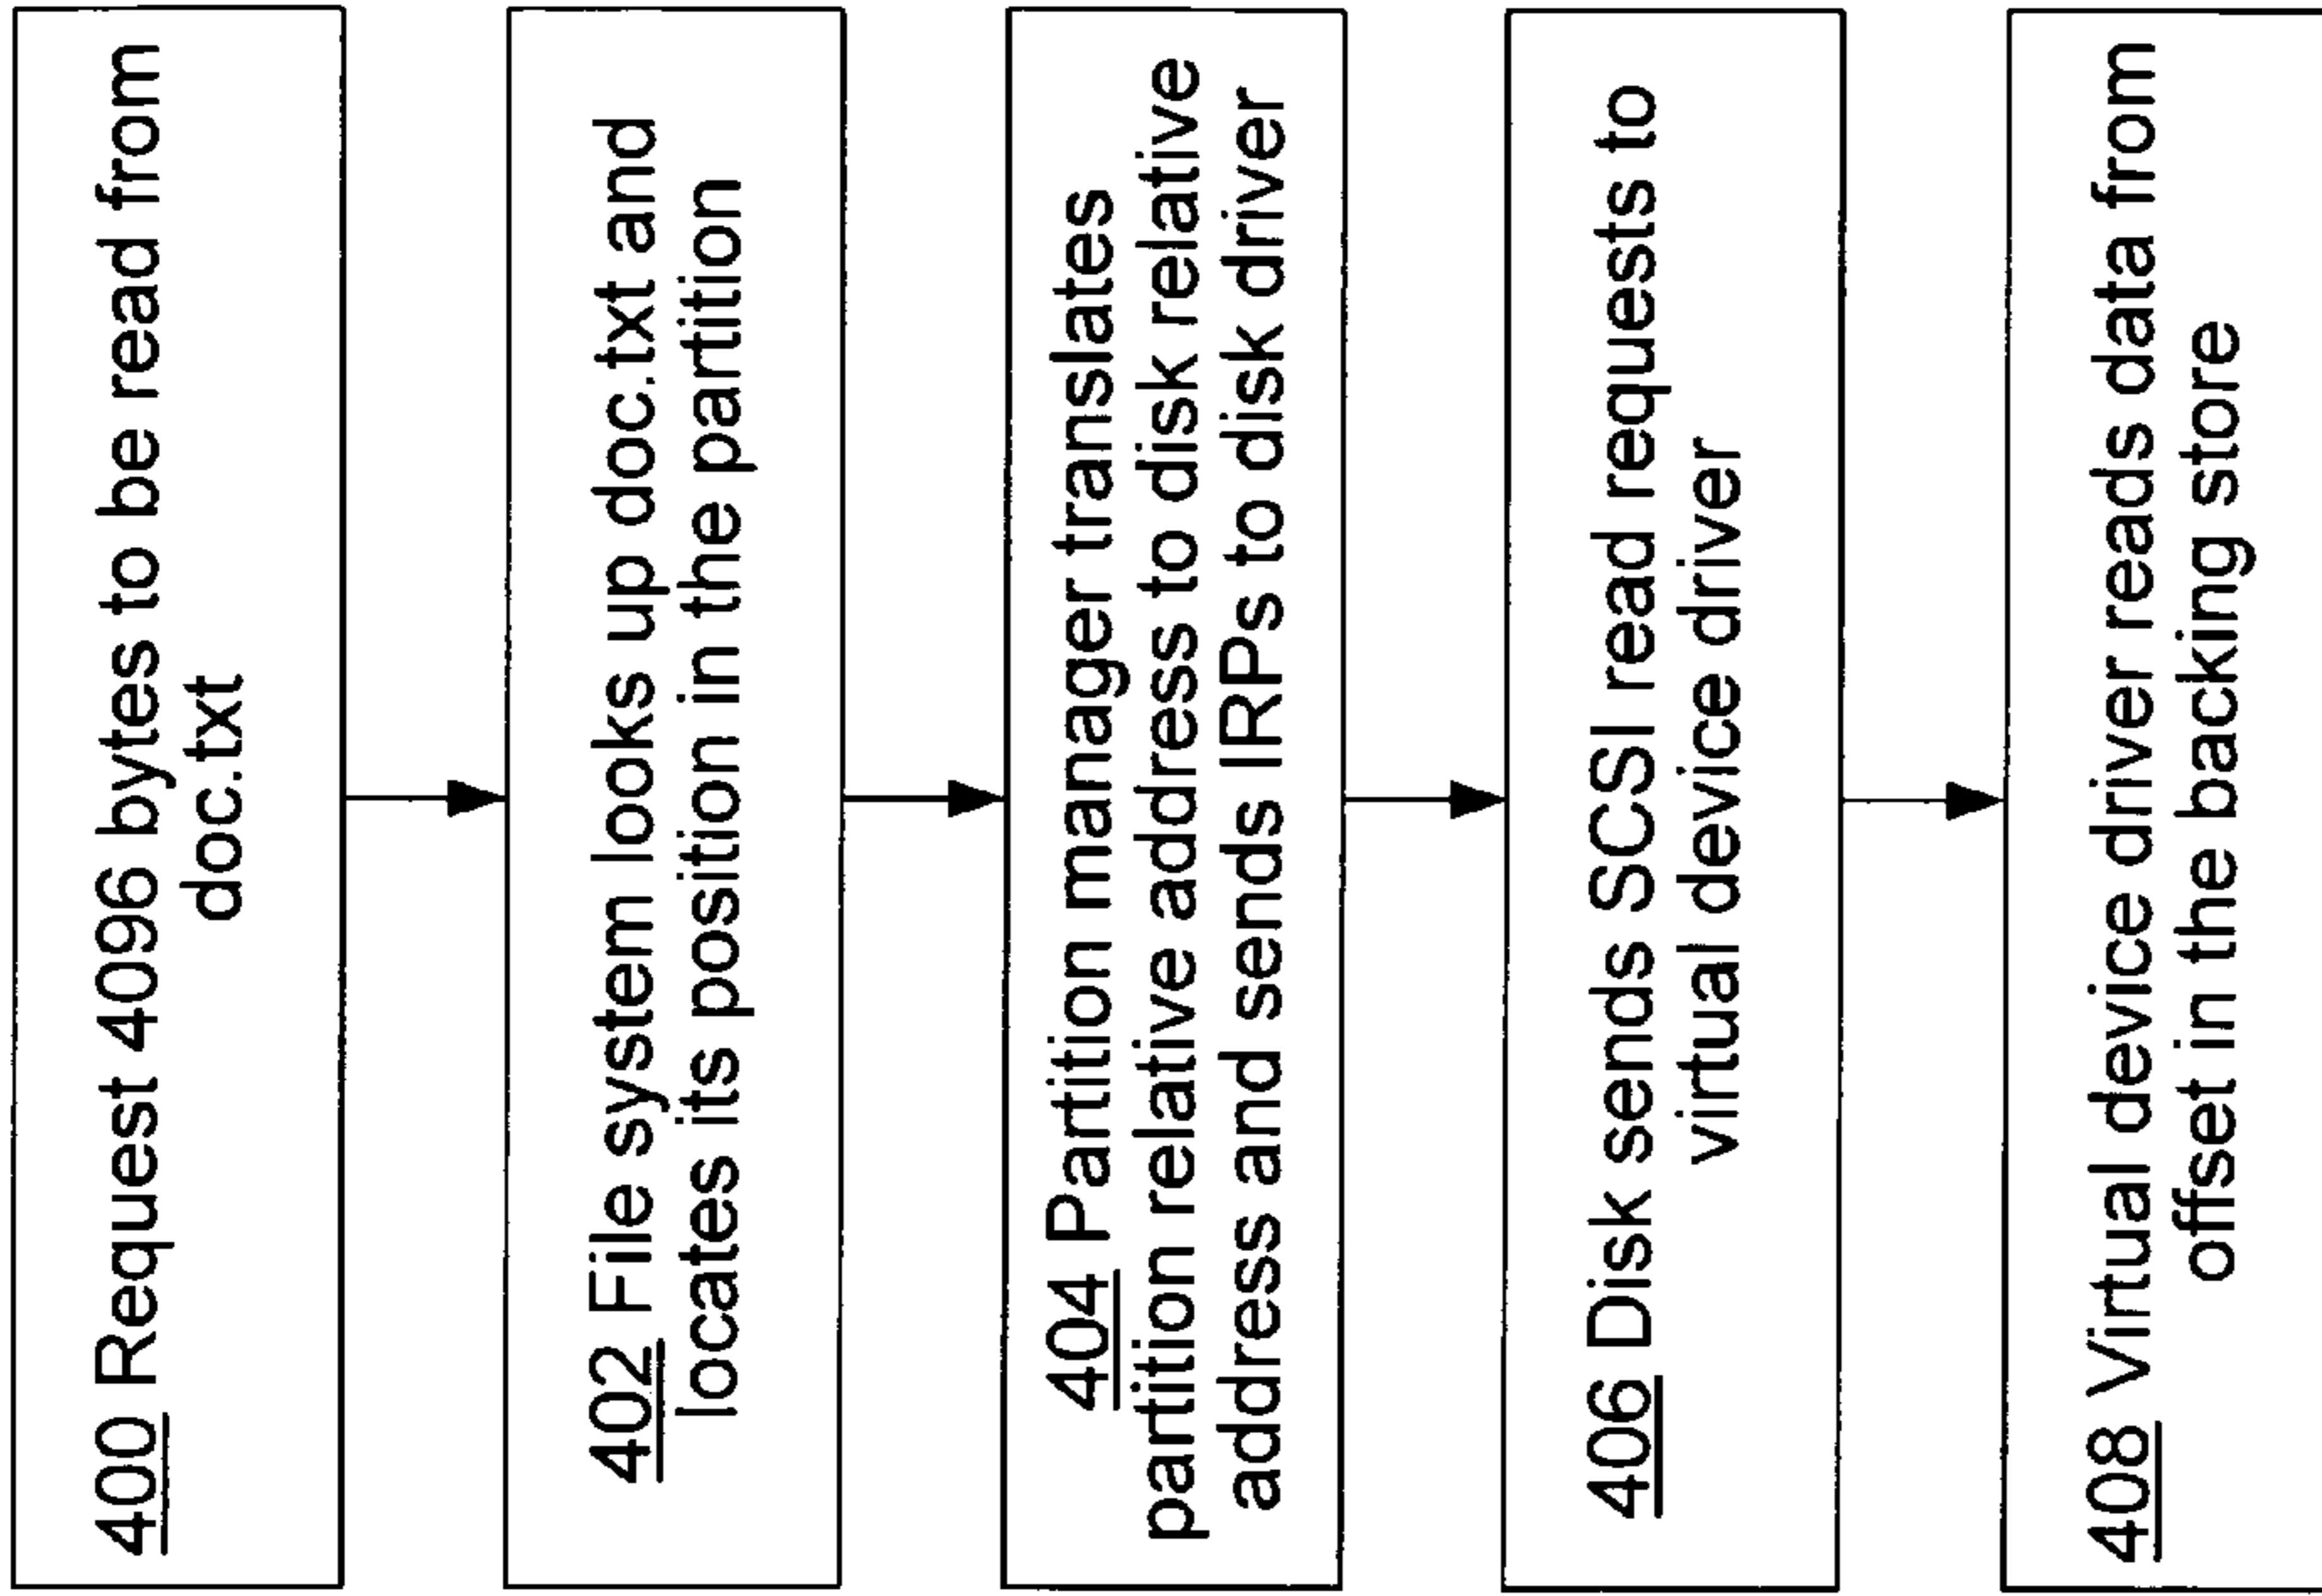 400 Request 4096 bytes to be read from
doc.txt
402 File system looks up doc.txt and
locates its position in the partition
404 Partition manager translates
partition relative address to disk relative
address and sends IRPs to disk driver
406 Disk sends SCSI read requests to
virtual device driver
408 Virtual device driver reads data from
offset in the backing store